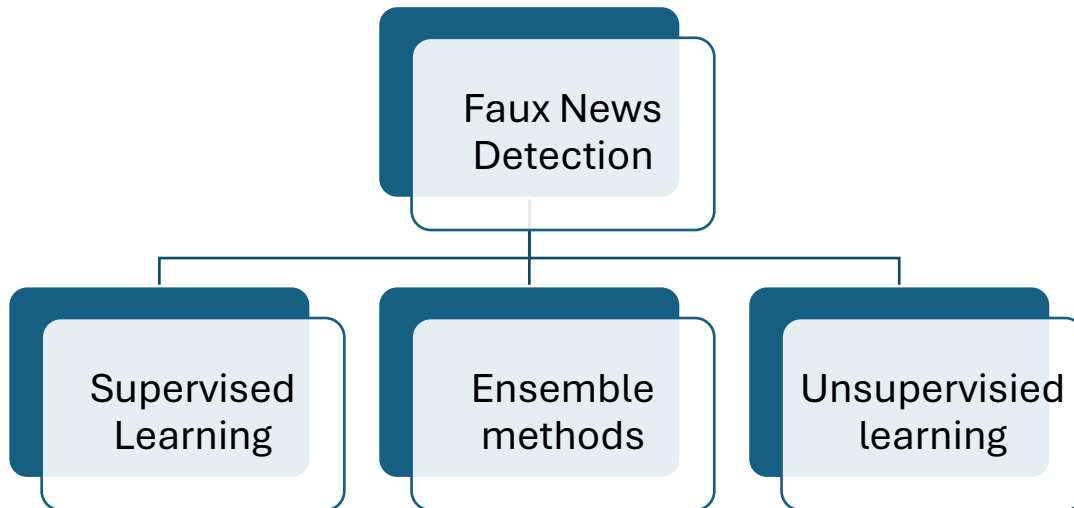 Faux News
Detection
Supervised
Learning
Ensemble
methods
Unsupervisied
learning